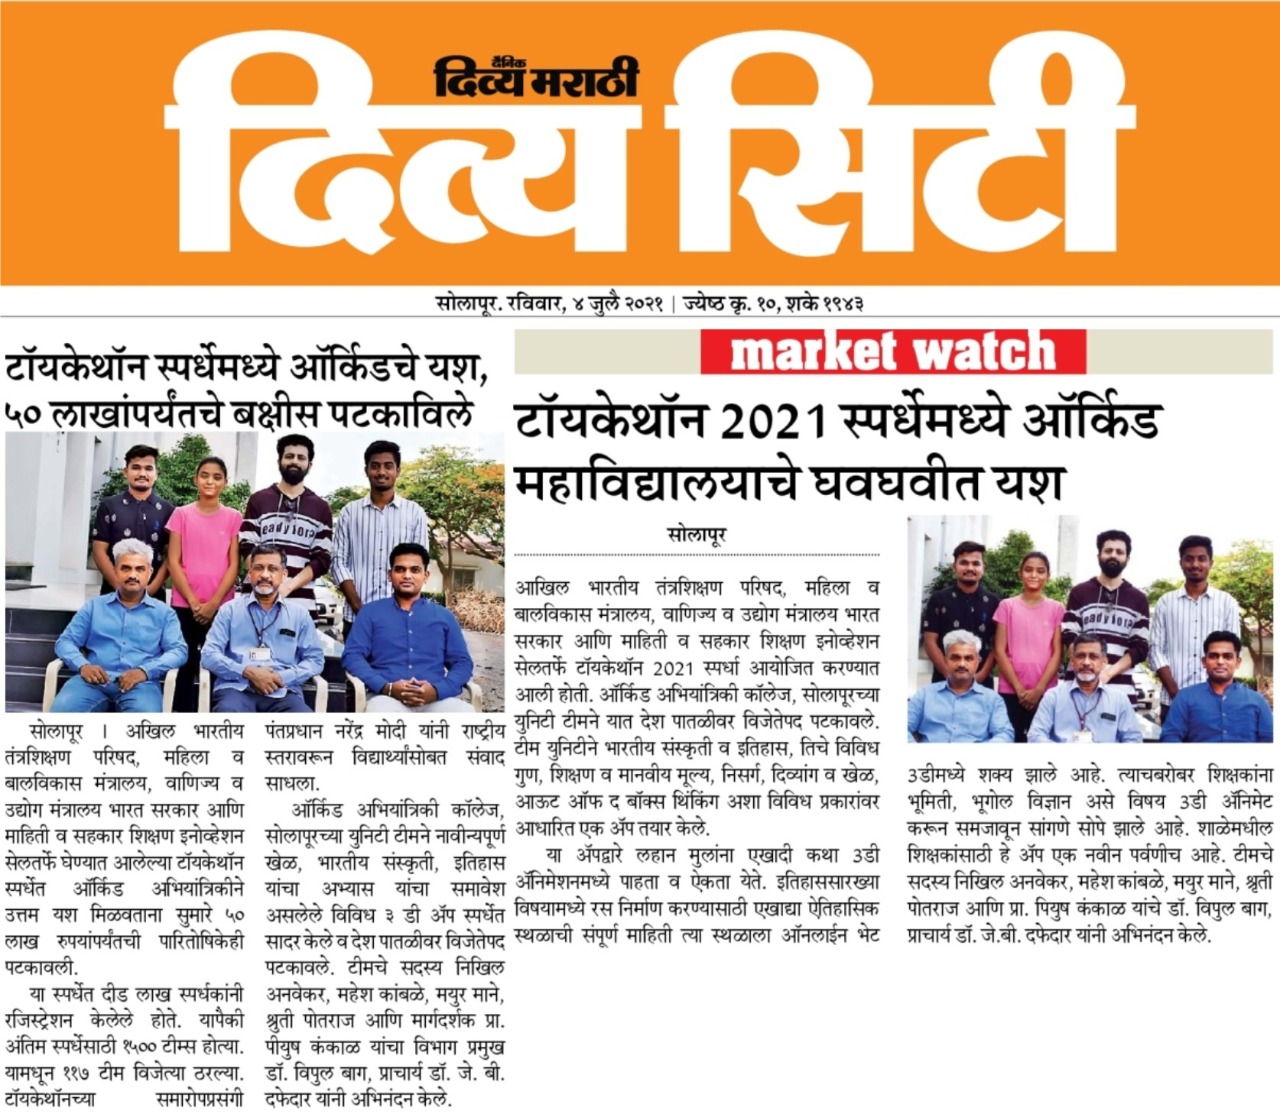 दैनिक
दिव्य मराठी
दिव्य सिटी
सोलापूर. रविवार, ४ जुलै २०२१ | ज्येष्ठ कृ. १०, शके १९४३
टॉयकेथॉन स्पर्धेमध्ये ऑर्किडचे यश,
५० लाखांपर्यंतचे बक्षीस पटकाविले
सोलापूर । अखिल भारतीय
तंत्रशिक्षण परिषद, महिला व
बालविकास मंत्रालय, वाणिज्य व
उद्योग मंत्रालय भारत सरकार आणि
माहिती व सहकार शिक्षण इनोव्हेशन
सेलतर्फे घेण्यात आलेल्या टॉयकेथॉन
स्पर्धेत ऑर्किड अभियांत्रिकीने
उत्तम यश मिळवताना सुमारे ५०
लाख रुपयांपर्यंतची पारितोषिकेही
पटकावली.
या स्पर्धेत दीड लाख स्पर्धकांनी
रजिस्ट्रेशन केलेले होते. यापैकी
अंतिम स्पर्धेसाठी १५०० टीम्स होत्या.
यामधून ११७ टीम विजेत्या ठरल्या.
टॉयकेथॉनच्या समारोपप्रसंगी
पंतप्रधान नरेंद्र मोदी यांनी राष्ट्रीय
स्तरावरून विद्यार्थ्यांसोबत संवाद
साधला.
ऑर्किड अभियांत्रिकी कॉलेज,
सोलापूरच्या युनिटी टीमने नावीन्यपूर्ण
खेळ, भारतीय संस्कृती, इतिहास
यांचा अभ्यास यांचा समावेश
असलेले विविध ३ डी ॲप स्पर्धेत
सादर केले व देश पातळीवर विजेतेपद
पटकावले. टीमचे सदस्य निखिल
अनवेकर, महेश कांबळे, मयुर माने,
श्रुती पोतराज आणि मार्गदर्शक प्रा.
पीयुष कंकाळ यांचा विभाग प्रमुख
डॉ. विपुल बाग, प्राचार्य डॉ. जे. बी.
दफेदार यांनी अभिनंदन केले.
market watch
टॉयकेथॉन 2021 स्पर्धेमध्ये ऑर्किड
महाविद्यालयाचे घवघवीत यश
सोलापूर
आखिल भारतीय तंत्रशिक्षण परिषद, महिला व
बालविकास मंत्रालय, वाणिज्य व उद्योग मंत्रालय भारत
सरकार आणि माहिती व सहकार शिक्षण इनोव्हेशन
सेलतर्फे टॉयकेथॉन 2021 स्पर्धा आयोजित करण्यात
आली होती. ऑर्किड अभियांत्रिकी कॉलेज, सोलापूरच्या
युनिटी टीमने यात देश पातळीवर विजेतेपद पटकावले.
टीम युनिटीने भारतीय संस्कृती व इतिहास, तिचे विविध
गुण, शिक्षण व मानवीय मूल्य, निसर्ग, दिव्यांग व खेळ,
आऊट ऑफ द बॉक्स थिंकिंग अशा विविध प्रकारांवर
आधारित एक ॲप तयार केले.
या ॲपद्वारे लहान मुलांना एखादी कथा 3डी
ॲनिमेशनमध्ये पाहता व ऐकता येते. इतिहाससारख्या
विषयामध्ये रस निर्माण करण्यासाठी एखाद्या ऐतिहासिक
स्थळाची संपूर्ण माहिती त्या स्थळाला ऑनलाईन भेट
3डीमध्ये शक्य झाले आहे. त्याचबरोबर शिक्षकांना
भूमिती, भूगोल विज्ञान असे विषय 3डी ॲनिमेट
करून समजावून सांगणे सोपे झाले आहे. शाळेमधील
शिक्षकांसाठी हे ॲप एक नवीन पर्वणीच आहे. टीमचे
सदस्य निखिल अनवेकर, महेश कांबळे, मयुर माने, श्रृती
पोतराज आणि प्रा. पियुष कंकाळ यांचे डॉ. विपुल बाग,
प्राचार्य डॉ. जे.बी. दफेदार यांनी अभिनंदन केले.